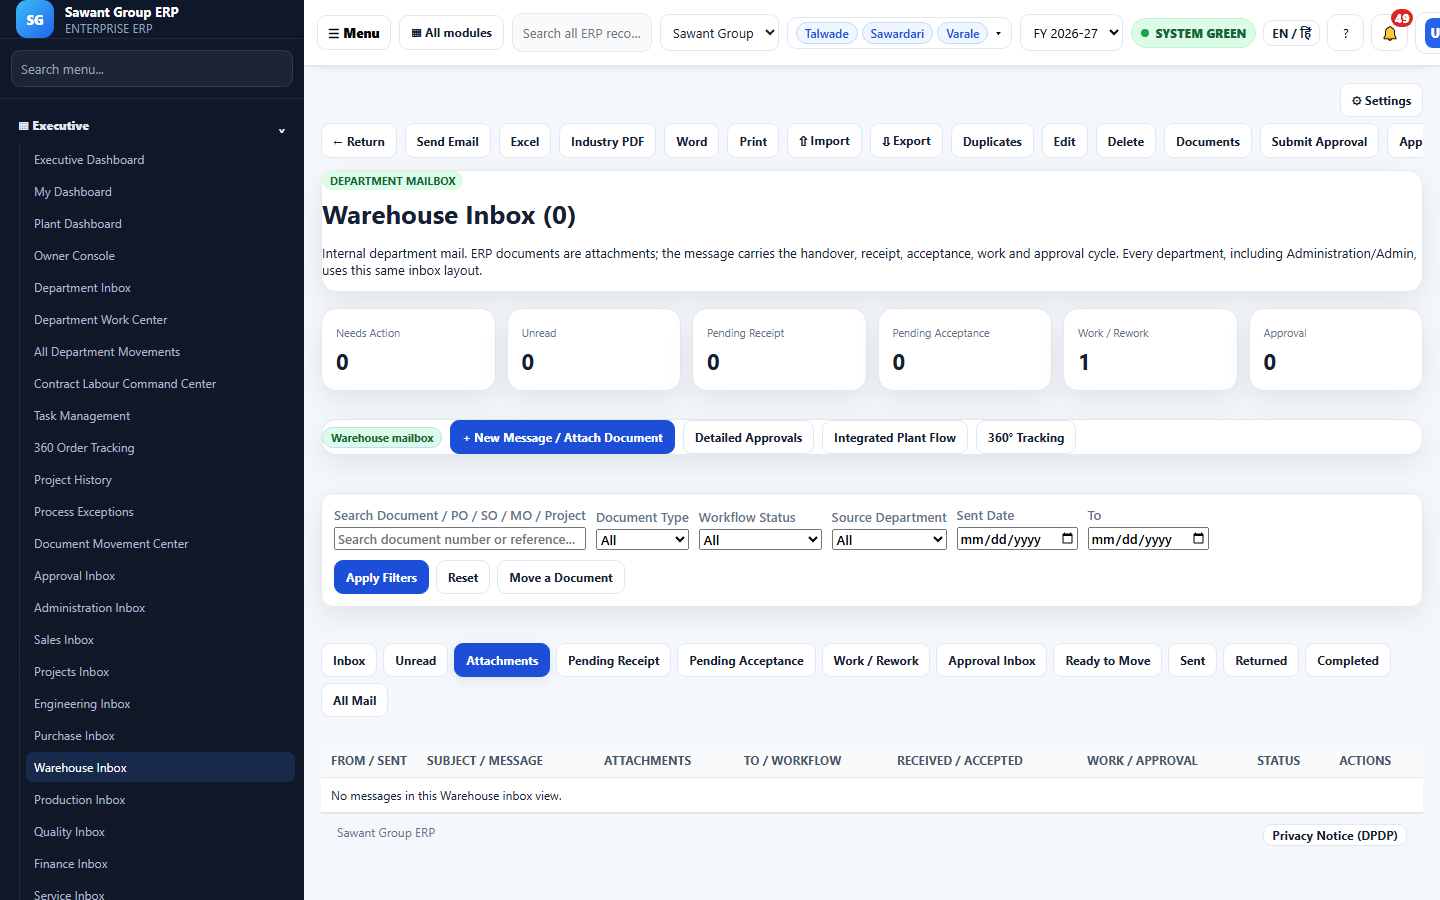 SG
Sawant Group ERP
ENTERPRISE ERP
Search menu...
Executive
Executive Dashboard
My Dashboard
Plant Dashboard
Owner Console
Department Inbox
Department Work Center
All Department Movements
Contract Labour Command Center
Task Management
360 Order Tracking
Project History
Process Exceptions
Document Movement Center
Approval Inbox
Administration Inbox
Sales Inbox
Projects Inbox
Engineering Inbox
Purchase Inbox
Warehouse Inbox
Production Inbox
Quality Inbox
Finance Inbox
Service Inbox
☰ Menu
All modules
Search all ERP reco...
Sawant Group
Talwade
Sawardari
Varale
FY 2026-27
SYSTEM GREEN
EN / हिं
?
49
U
⚙ Settings
← Return
Send Email
Excel
Industry PDF
Word
Print
⇧ Import
⇩ Export
Duplicates
Edit
Delete
Documents
Submit Approval
App
DEPARTMENT MAILBOX
Warehouse Inbox (0)
Internal department mail. ERP documents are attachments; the message carries the handover, receipt, acceptance, work and approval cycle. Every department, including Administration/Admin,
uses this same inbox layout.
Needs Action
0
Unread
0
Pending Receipt
0
Pending Acceptance
0
Work / Rework
1
Approval
0
Warehouse mailbox
+ New Message / Attach Document
Detailed Approvals
Integrated Plant Flow
360° Tracking
Search Document / PO / SO / MO / Project
Search document number or reference...
Document Type
All
Workflow Status
All
Source Department
All
Sent Date
mm/dd/yyyy
To
mm/dd/yyyy
Apply Filters
Reset
Move a Document
Inbox
Unread
Attachments
Pending Receipt
Pending Acceptance
Work / Rework
Approval Inbox
Ready to Move
Sent
Returned
Completed
All Mail
FROM / SENT
SUBJECT / MESSAGE
ATTACHMENTS
TO / WORKFLOW
RECEIVED / ACCEPTED
WORK / APPROVAL
STATUS
ACTIONS
No messages in this Warehouse inbox view.
Sawant Group ERP
Privacy Notice (DPDP)